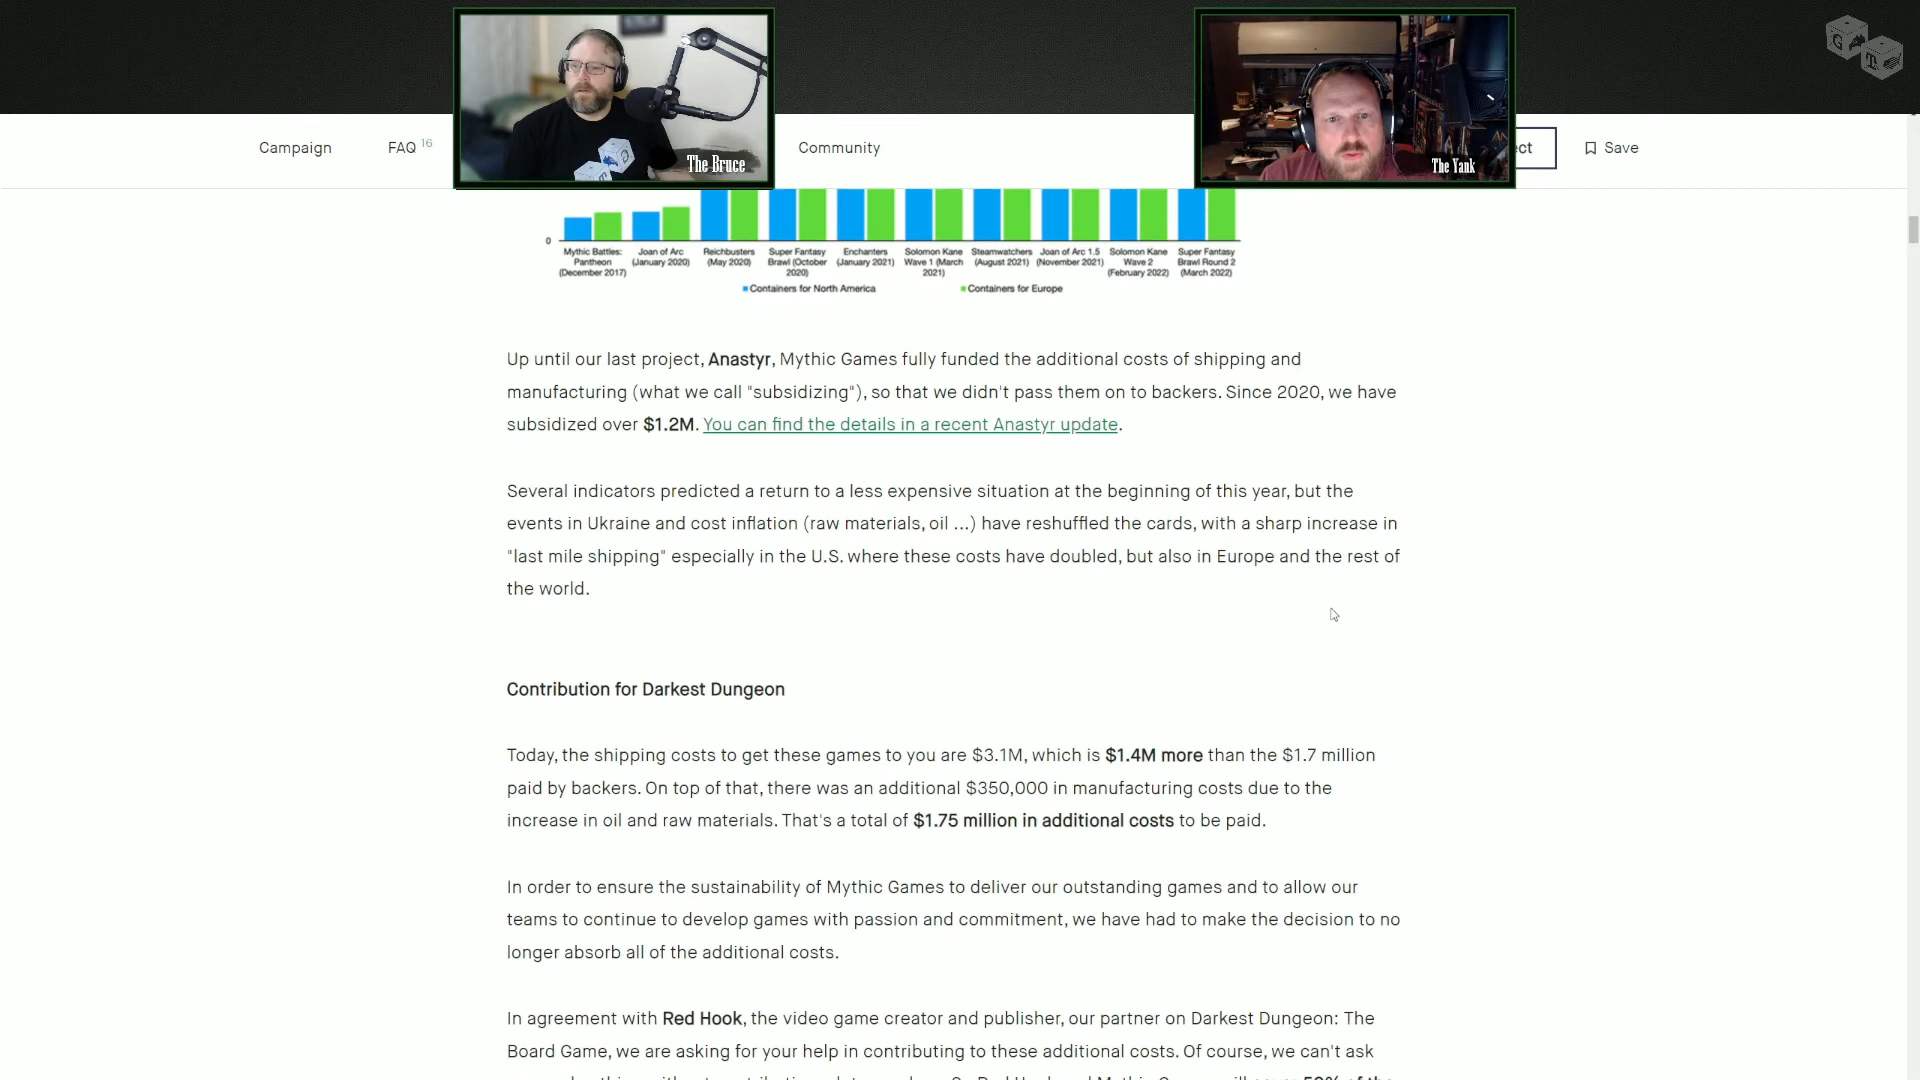 Campaign
FAQ 16
Community
ect
Save
The Bruce
The Yank
0
Mythic Battles: Pantheon (December 2017)
Joan of Arc (January 2020)
Reichbusters (May 2020)
Super Fantasy Brawl (October 2020)
Enchanters (January 2021)
Solomon Kane Wave 1 (March 2021)
Steamwatchers (August 2021)
Joan of Arc 1.5 (November 2021)
Solomon Kane Wave 2 (February 2022)
Super Fantasy Brawl Round 2 (March 2022)
Containers for North America
Containers for Europe
Up until our last project, Anastyr, Mythic Games fully funded the additional costs of shipping and
manufacturing (what we call "subsidizing"), so that we didn't pass them on to backers. Since 2020, we have
subsidized over $1.2M. You can find the details in a recent Anastyr update.
Several indicators predicted a return to a less expensive situation at the beginning of this year, but the
events in Ukraine and cost inflation (raw materials, oil ...) have reshuffled the cards, with a sharp increase in
"last mile shipping" especially in the U.S. where these costs have doubled, but also in Europe and the rest of
the world.
Contribution for Darkest Dungeon
Today, the shipping costs to get these games to you are $3.1M, which is $1.4M more than the $1.7 million
paid by backers. On top of that, there was an additional $350,000 in manufacturing costs due to the
increase in oil and raw materials. That's a total of $1.75 million in additional costs to be paid.
In order to ensure the sustainability of Mythic Games to deliver our outstanding games and to allow our
teams to continue to develop games with passion and commitment, we have had to make the decision to no
longer absorb all of the additional costs.
In agreement with Red Hook, the video game creator and publisher, our partner on Darkest Dungeon: The
Board Game, we are asking for your help in contributing to these additional costs. Of course, we can't ask